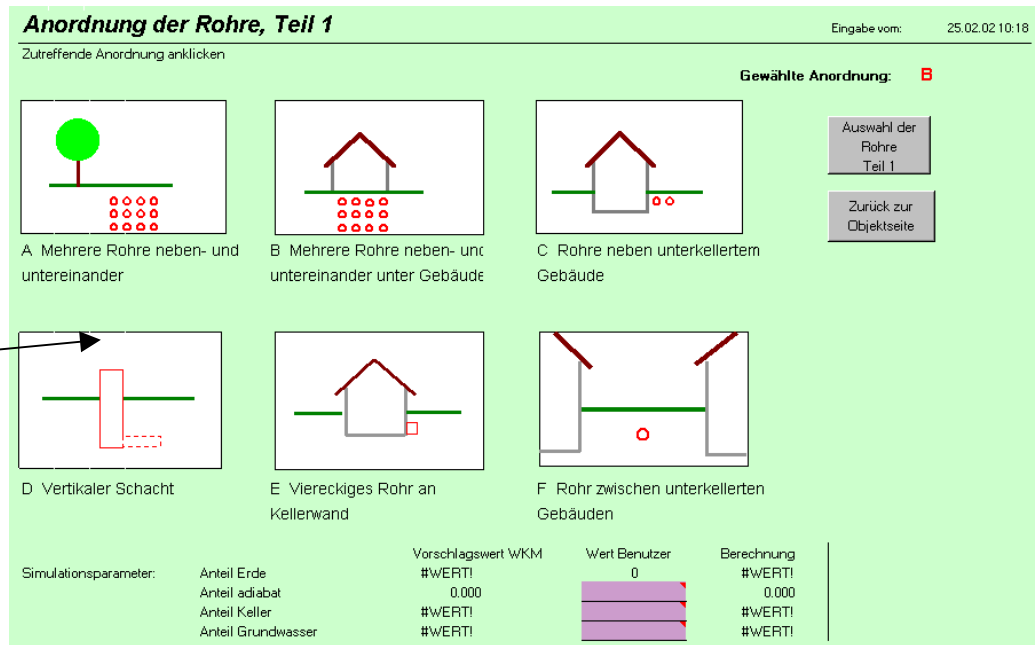 Anordnung der Rohre, Teil 1
Eingabe vom: 25.02.02 10:18
Zutreffende Anordnung anklicken
Gewählte Anordnung: B
Auswahl der
Rohre
Teil 1
Zurück zur
Objektseite
A Mehrere Rohre neben- und
untereinander
B Mehrere Rohre neben- und
untereinander unter Gebäude
C Rohre neben unterkellertem
Gebäude
D Vertikaler Schacht
E Viereckiges Rohr an
Kellerwand
F Rohr zwischen unterkellerten
Gebäuden
Vorschlagswert WKM Wert Benutzer Berechnung
Simulationsparameter: Anteil Erde #WERT! 0 #WERT!
Anteil adiabat 0.000 0.000
Anteil Keller #WERT! #WERT!
Anteil Grundwasser #WERT! #WERT!